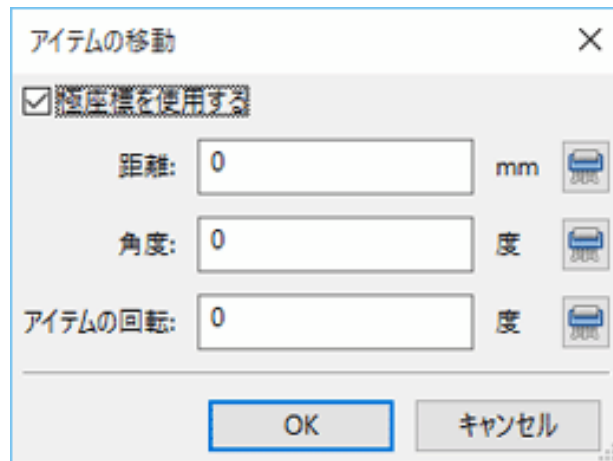 アイテムの移動
極座標を使用する
距離: 0 mm
角度: 0 度
アイテムの回転: 0 度
OK キャンセル